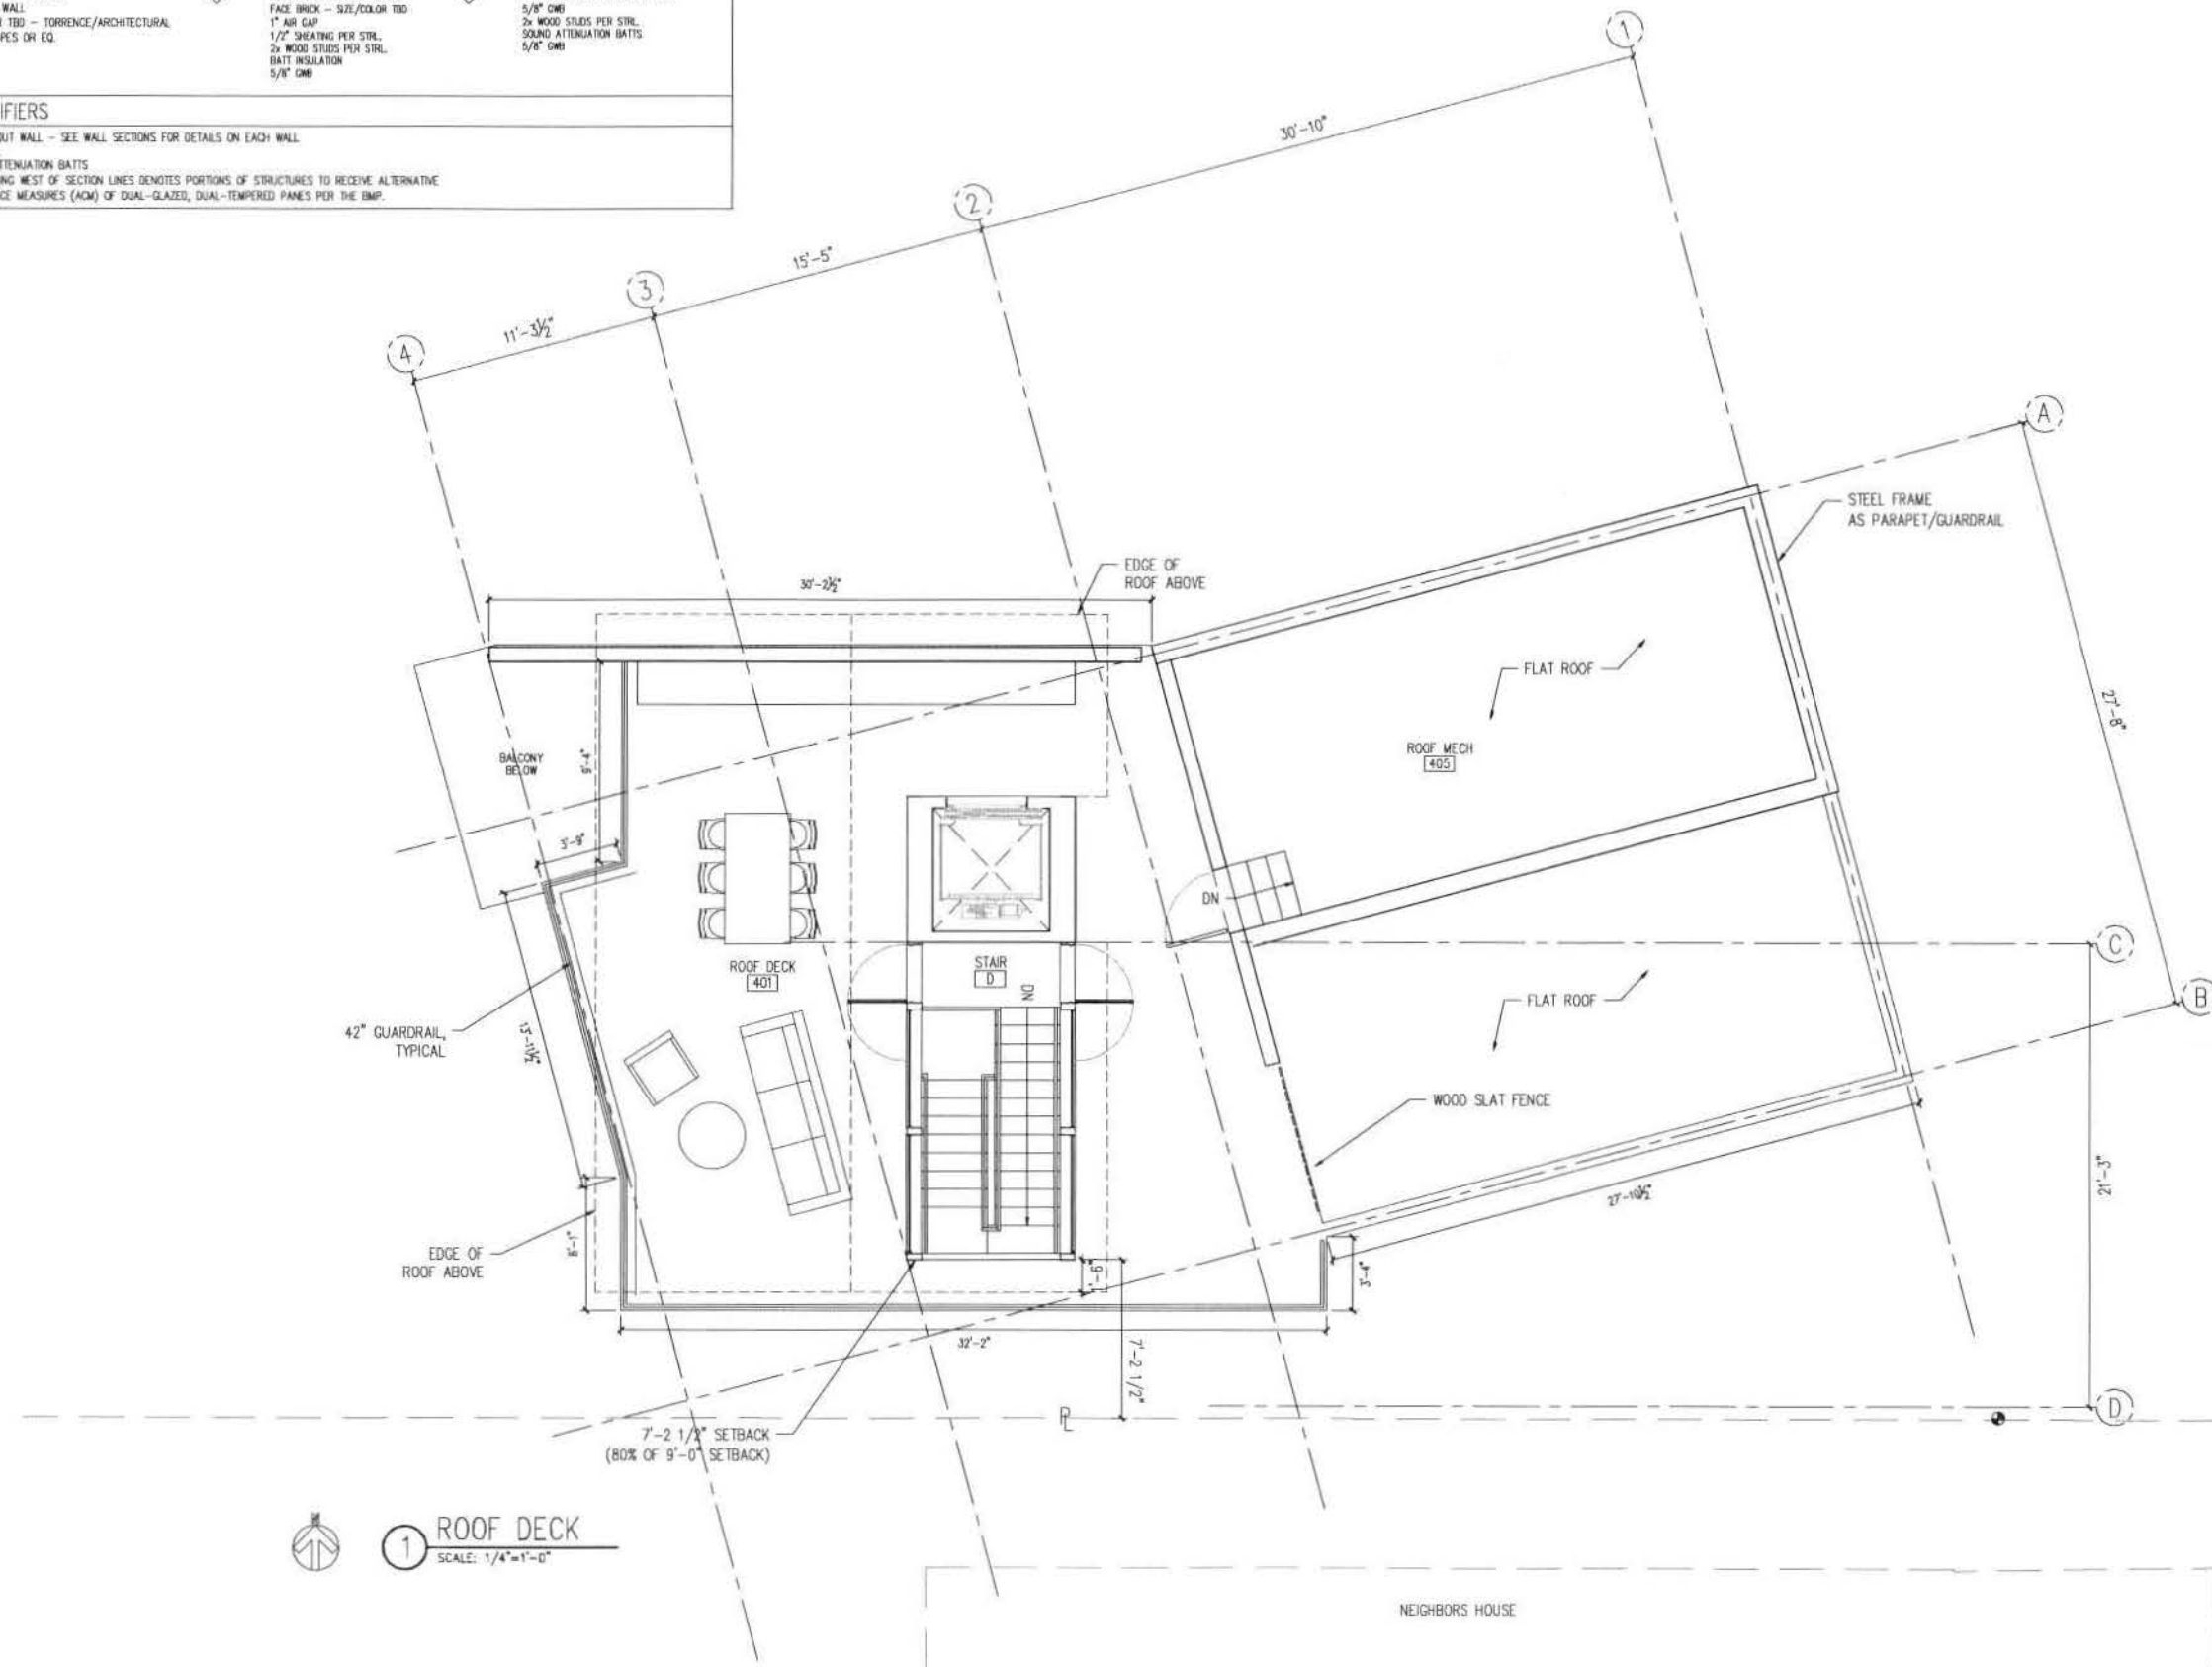 WALL
TBD - TORRENCE/ARCHITECTURAL
PES OR EQ.
FACE BRICK - SIZE/COLOR TBD
1" AIR GAP
1/2" SHEATING PER STRL.
2x WOOD STUDS PER STRL.
BATT INSULATION
5/8" GWB
5/8" GWB
2x WOOD STUDS PER STRL.
SOUND ATTENUATION BATTS
5/8" GWB
IFIERS
OUT WALL - SEE WALL SECTIONS FOR DETAILS ON EACH WALL
TTENUATION BATTS
NG WEST OF SECTION LINES DENOTES PORTIONS OF STRUCTURES TO RECEIVE ALTERNATIVE
CE MEASURES (ACM) OF DUAL-GLAZED, DUAL-TEMPERED PANES PER THE BMP.
1
30'-10"
2
15'-5"
3
11'-3½"
4
A
STEEL FRAME
AS PARAPET/GUARDRAIL
EDGE OF
ROOF ABOVE
30'-2½"
FLAT ROOF
27'-8"
ROOF MECH
405
BALCONY
BELOW
9'-4"
3'-9"
DN
C
STAIR
D
ROOF DECK
401
DN
B
FLAT ROOF
42" GUARDRAIL,
TYPICAL
13'-11½"
WOOD SLAT FENCE
21'-3"
27'-10½"
EDGE OF
ROOF ABOVE
8'-1"
1'-6"
3'-4"
32'-2"
7'-2 1/2"
D
PL
7'-2 1/2" SETBACK
(80% OF 9'-0" SETBACK)
N
1
ROOF DECK
SCALE: 1/4"=1'-0"
NEIGHBORS HOUSE